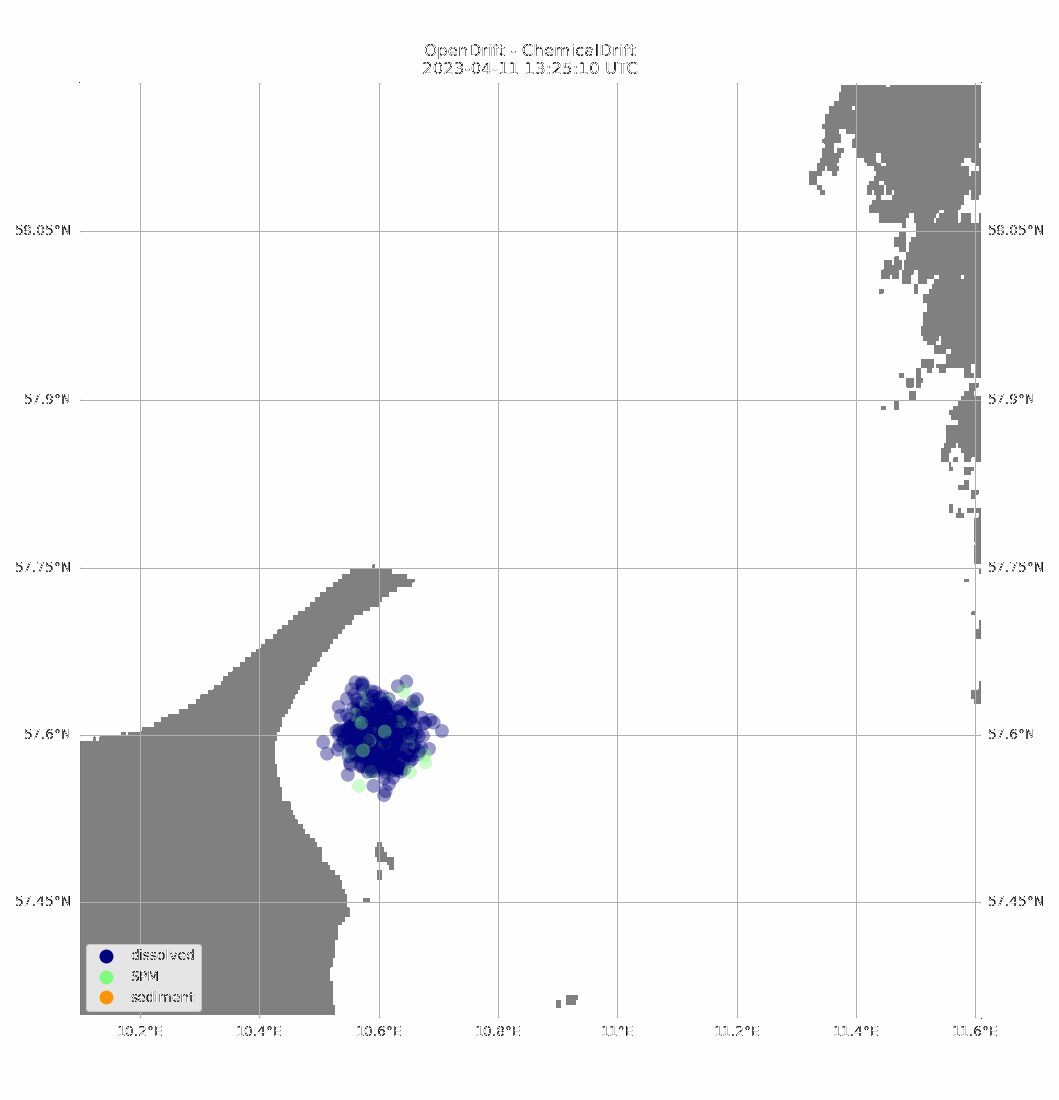 OpenDrift - ChemicalDrift
2023-04-11 13:25:10 UTC
58.05°N 58.05°N
57.9°N 57.9°N
57.75°N 57.75°N
57.6°N 57.6°N
57.45°N 57.45°N
dissolved
SPM
sediment
10.2°E 10.4°E 10.6°E 10.8°E 11°E 11.2°E 11.4°E 11.6°E